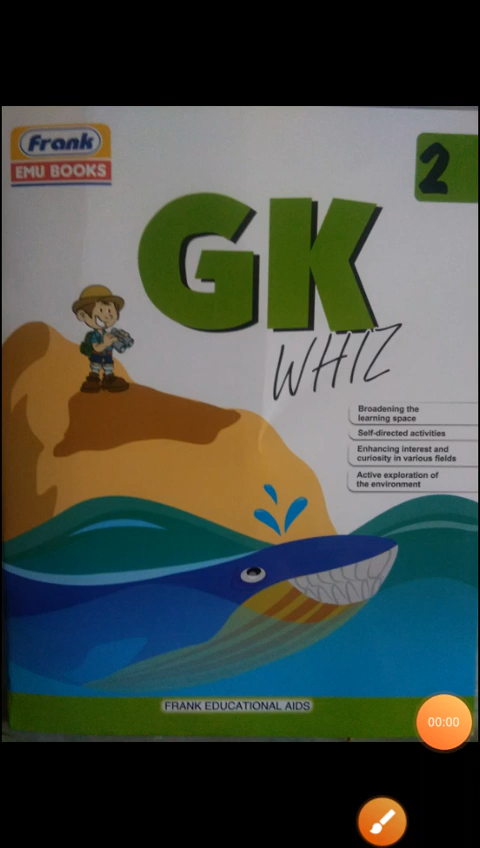 Frank
EMU BOOKS
2
GK
WHIZ
Broadening the
learning space
Self-directed activities
Enhancing interest and
curiosity in various fields
Active exploration of
the environment
FRANK EDUCATIONAL AIDS
00:00